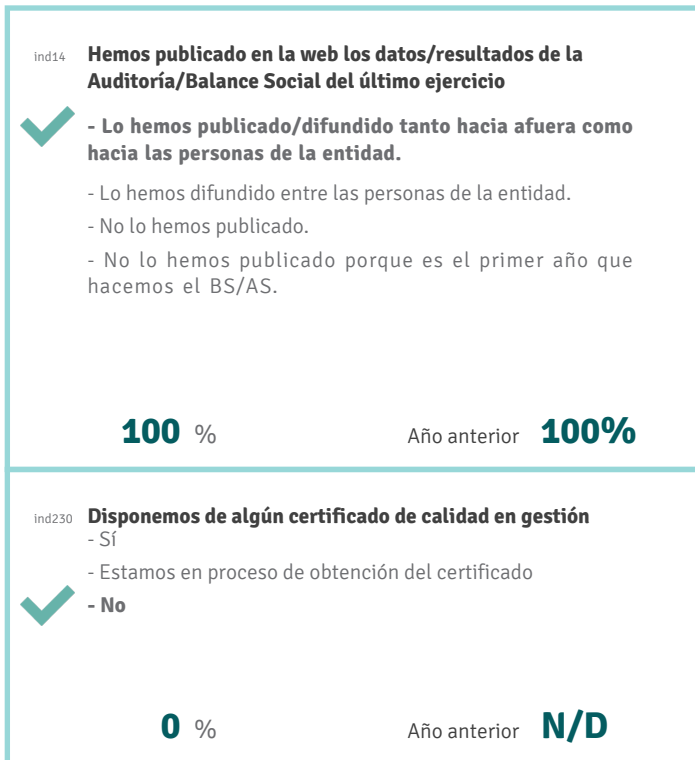 ind14 Hemos publicado en la web los datos/resultados de la
Auditoría/Balance Social del último ejercicio
- Lo hemos publicado/difundido tanto hacia afuera como
hacia las personas de la entidad.
- Lo hemos difundido entre las personas de la entidad.
- No lo hemos publicado.
- No lo hemos publicado porque es el primer año que
hacemos el BS/AS.
100 % Año anterior 100%
ind230 Disponemos de algún certificado de calidad en gestión
- Sí
- Estamos en proceso de obtención del certificado
- No
0 % Año anterior N/D